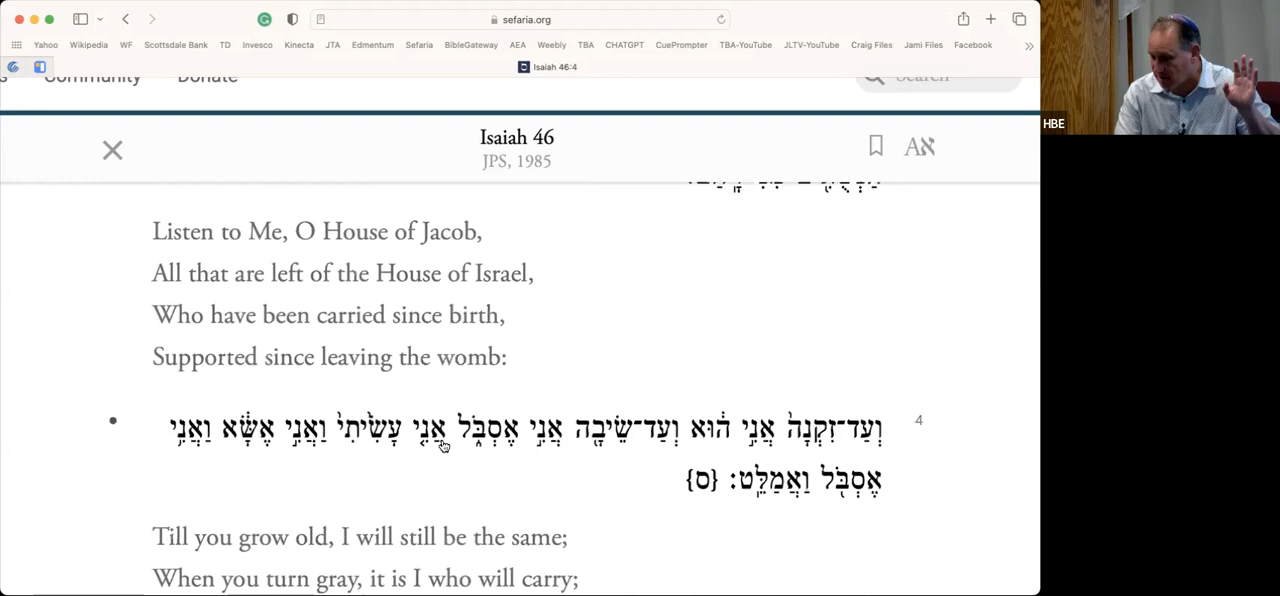 sefaria.org
Yahoo Wikipedia WF Scottsdale Bank TD Invesco Kinecta JTA Edmentum Sefaria BibleGateway AEA Weebly TBA CHATGPT CuePrompter TBA-YouTube JLTV-YouTube Craig Files Jami Files Facebook
Isaiah 46:4
Community Donate Search
HBE
Isaiah 46
JPS, 1985
Listen to Me, O House of Jacob,
All that are left of the House of Israel,
Who have been carried since birth,
Supported since leaving the womb:
4
וְעַד־זִקְנָה֙ אֲנִ֣י ה֔וּא וְעַד־שֵׂיבָ֖ה אֲנִ֣י אֶסְבֹּ֑ל אֲנִ֤י עָשִׂ֙יתִי֙ וַאֲנִ֣י אֶשָּׂ֔א וַאֲנִ֥י
אֶסְבֹּ֖ל וַאֲמַלֵּֽט׃ {ס}
Till you grow old, I will still be the same;
When you turn gray, it is I who will carry;